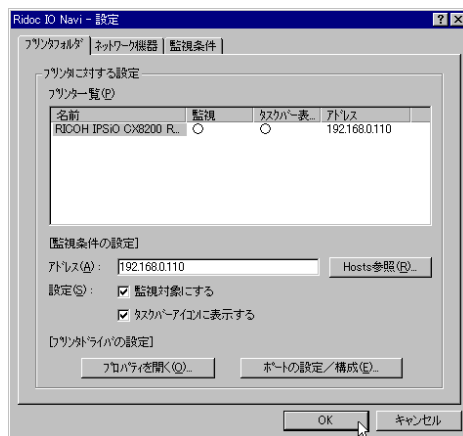 Ridoc IO Navi - 設定
プリンタフォルダ ネットワーク機器 監視条件
プリンタに対する設定
プリンタ一覧(P)
名前 監視 タスクバー表... アドレス
RICOH IPSiO CX8200 R... ○ ○ 192.168.0.110
[監視条件の設定]
アドレス(A): 192.168.0.110 Hosts参照(R)...
設定(S): 監視対象にする
タスクバーアイコンに表示する
[プリンタドライバの設定]
プロパティを開く(O)... ポートの設定/構成(E)...
OK キャンセル